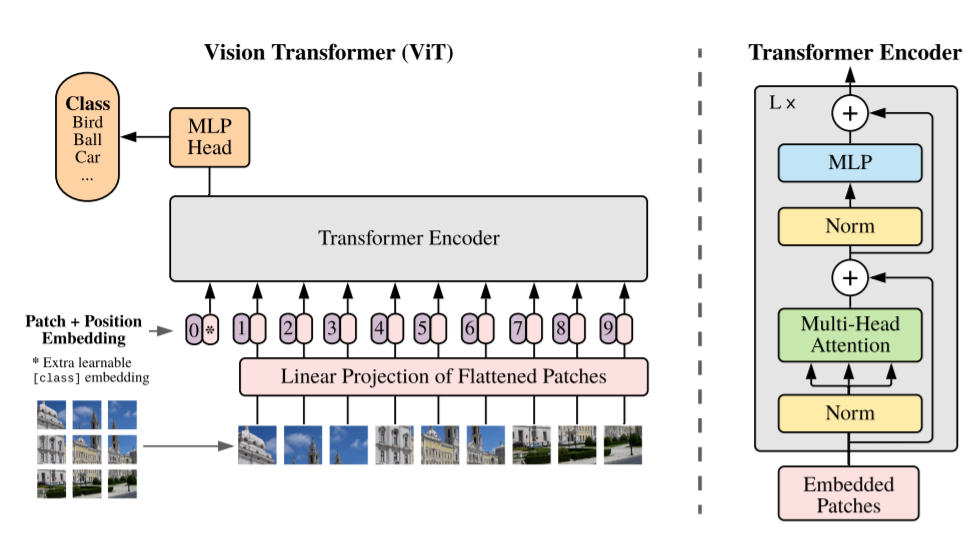 Vision Transformer (ViT)
Class
Bird
Ball
Car
...
MLP
Head
Transformer Encoder
Patch + Position
Embedding
0 * 1 2 3 4 5 6 7 8 9
* Extra learnable
[class] embedding
Linear Projection of Flattened Patches
Transformer Encoder
L ×
+
MLP
Norm
+
Multi-Head
Attention
Norm
Embedded
Patches